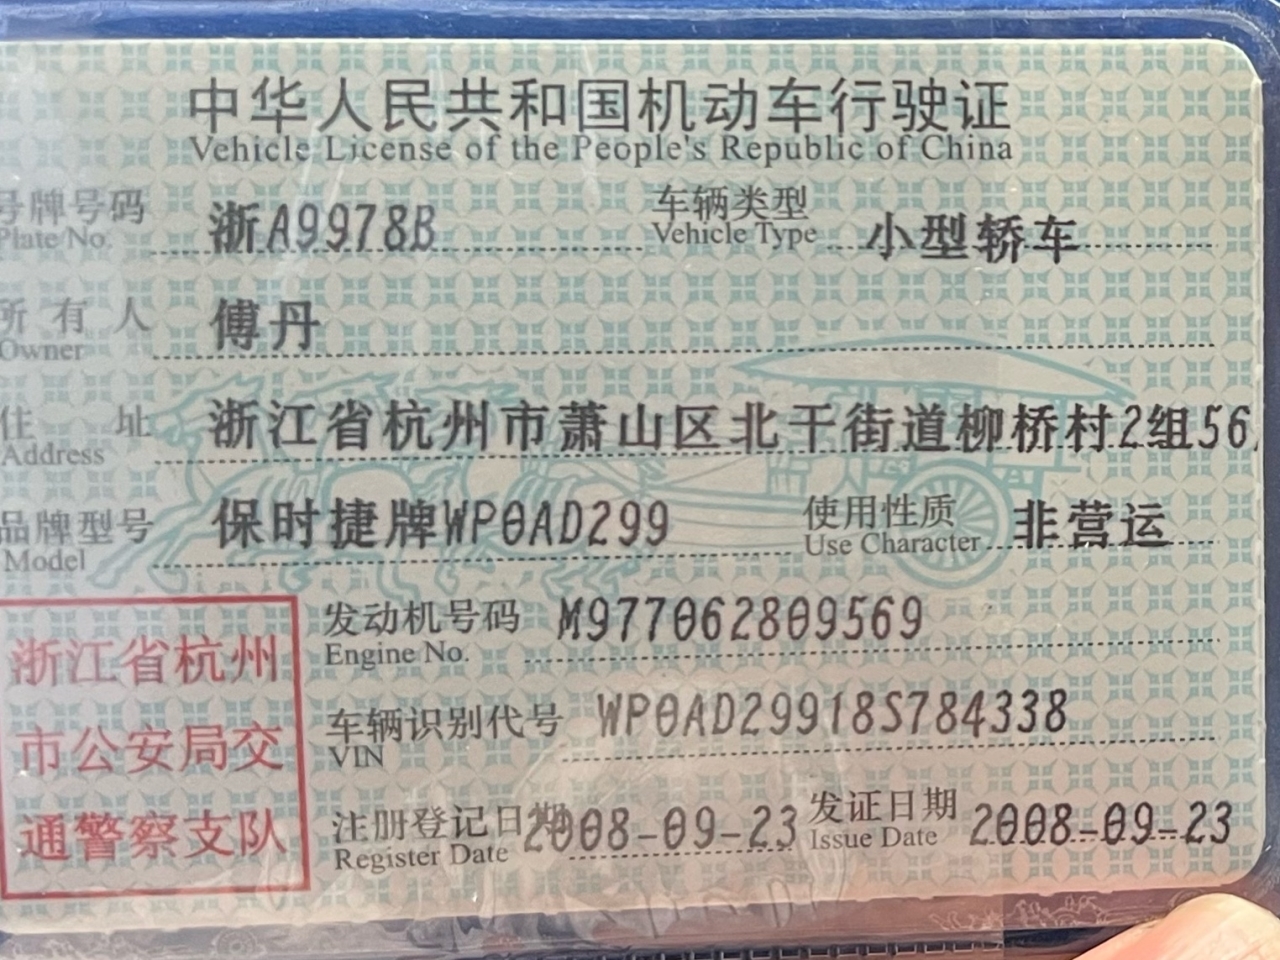 中华人民共和国机动车行驶证
Vehicle License of the People's Republic of China
号牌号码 浙A9978B 车辆类型 小型轿车
Plate No. Vehicle Type
所有人 傅丹
Owner
住址 浙江省杭州市萧山区北干街道柳桥村2组56
Address
品牌型号 保时捷牌WP0AD299 使用性质 非营运
Model Use Character
发动机号码 M977062809569
Engine No.
车辆识别代号 WP0AD29918S784338
VIN
注册登记日期 2008-09-23 发证日期 2008-09-23
Register Date Issue Date
浙江省杭州
市公安局交
通警察支队